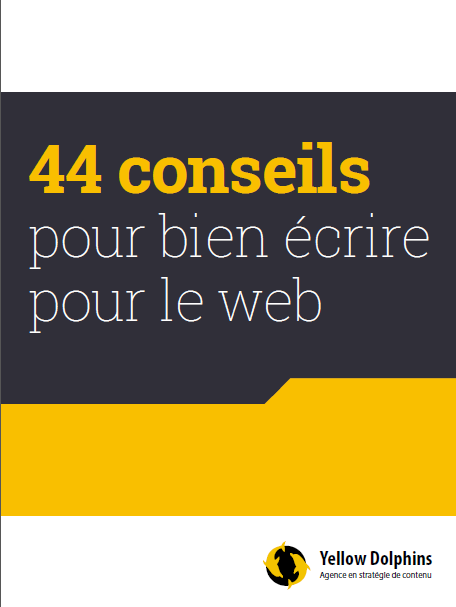 44 conseils
pour bien écrire
pour le web
Yellow Dolphins
Agence en stratégie de contenu